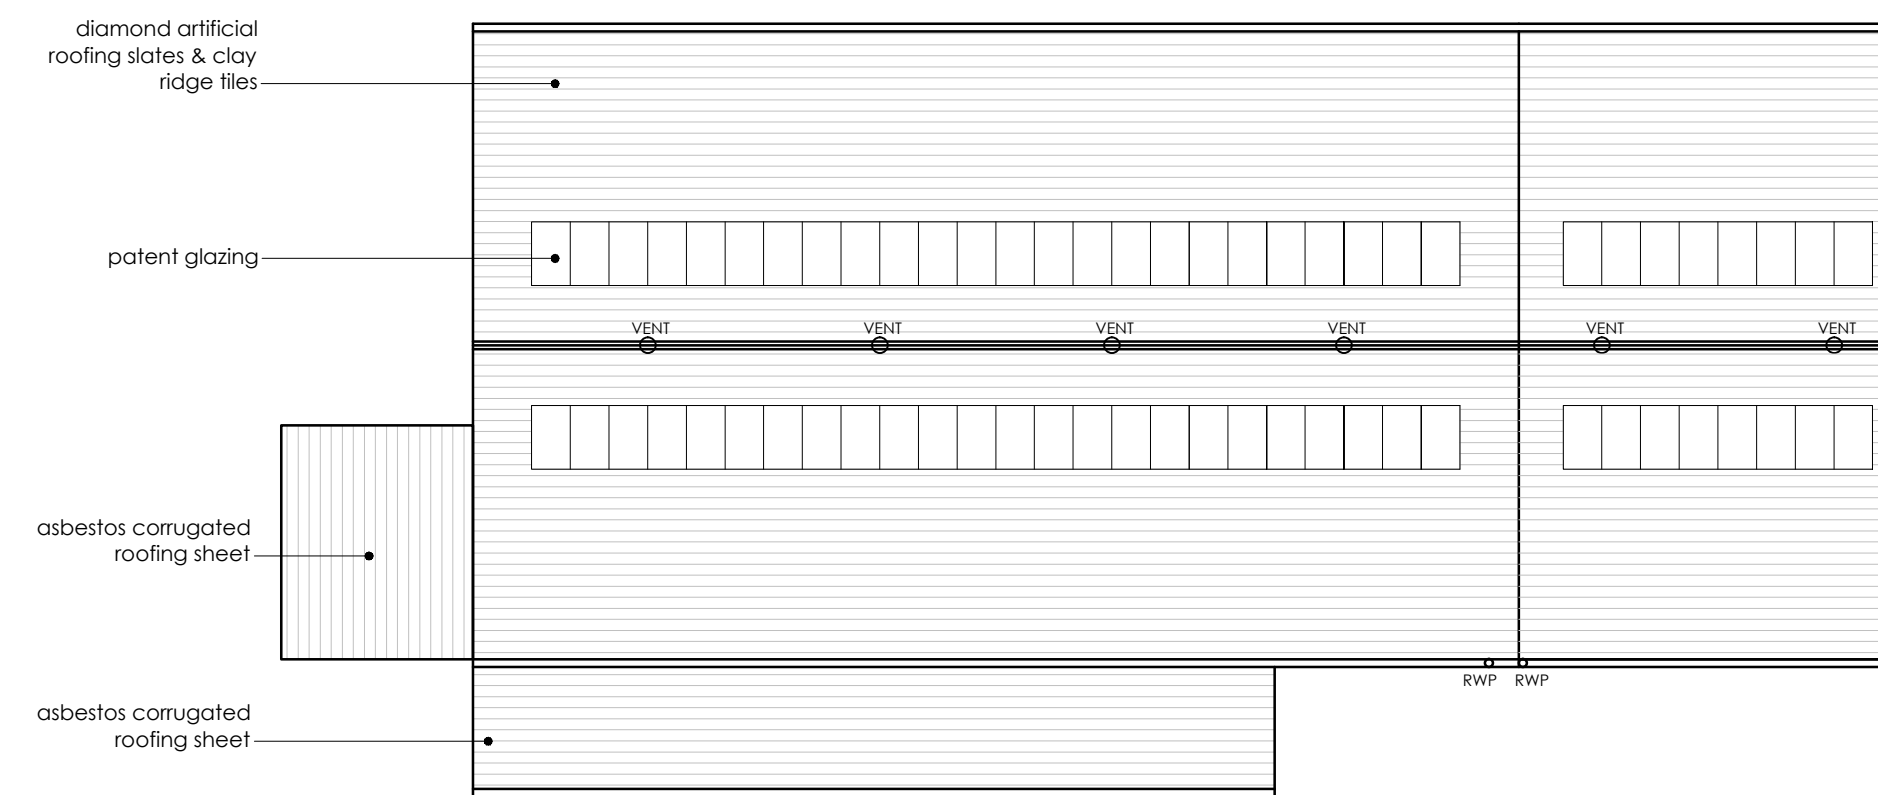 diamond artificial
roofing slates & clay
ridge tiles
patent glazing
VENT VENT VENT VENT VENT VENT
asbestos corrugated
roofing sheet
RWP RWP
asbestos corrugated
roofing sheet